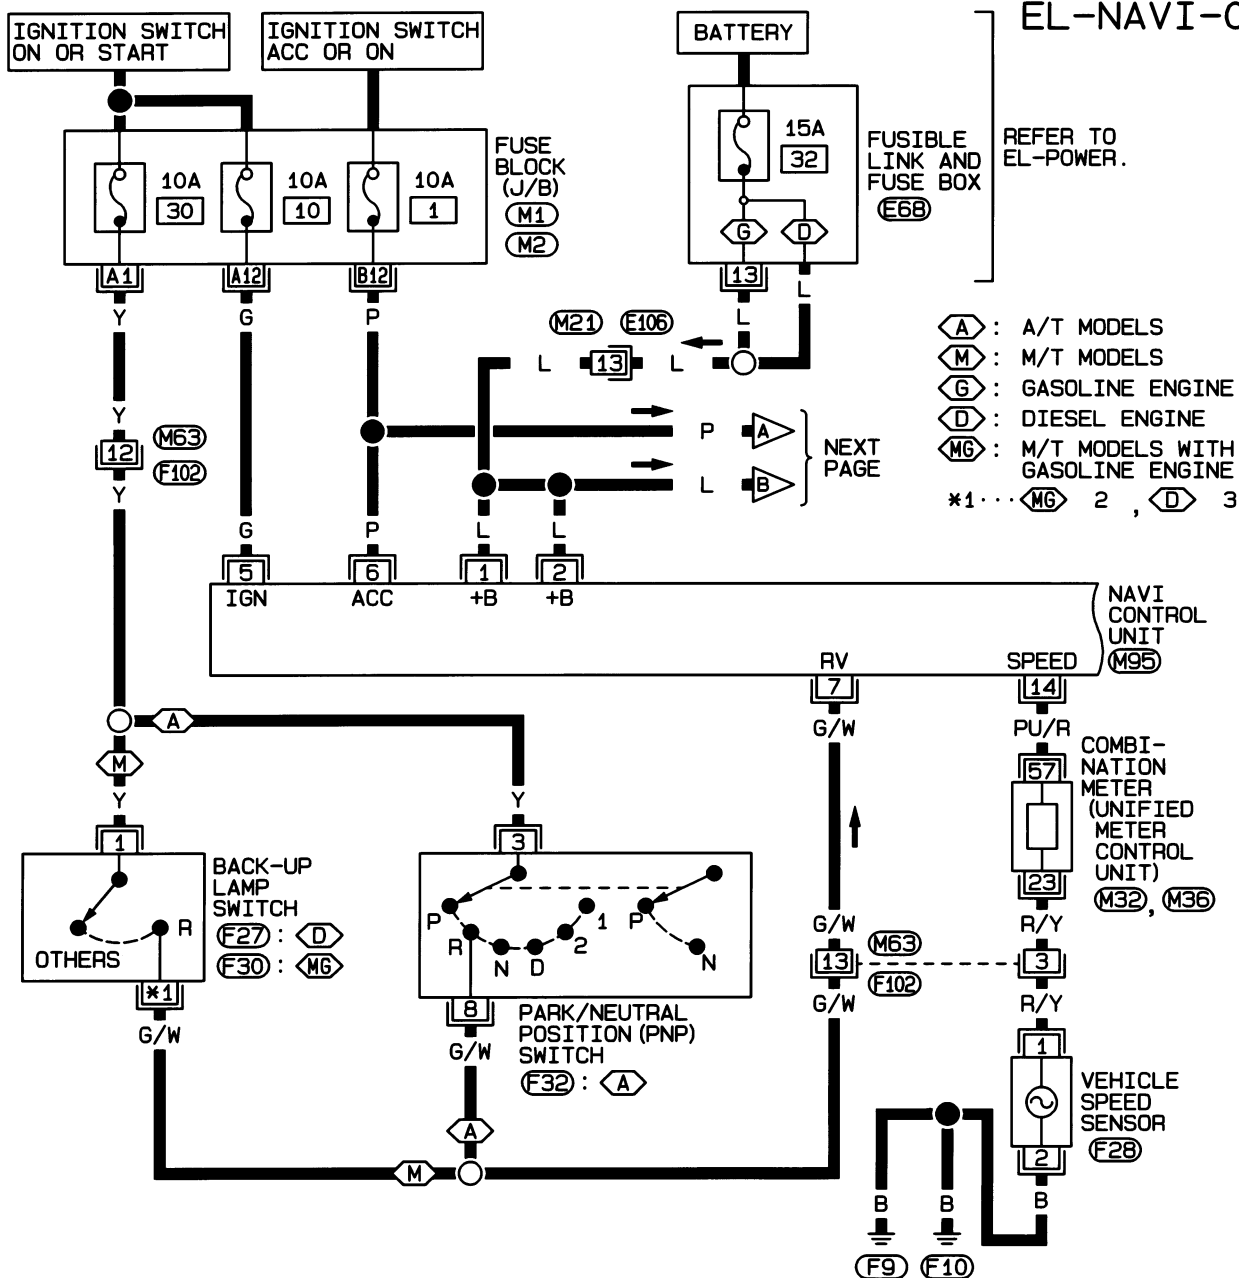 EL-NAVI-
IGNITION SWITCH
ON OR START
IGNITION SWITCH
ACC OR ON
BATTERY
10A
30
10A
10
10A
1
FUSE
BLOCK
(J/B)
M1
M2
15A
32
G
D
FUSIBLE
LINK AND
FUSE BOX
E68
REFER TO
EL-POWER.
A1
A12
B12
13
Y
G
P
L
L
M21
E106
L
13
L
A : A/T MODELS
M : M/T MODELS
G : GASOLINE ENGINE
D : DIESEL ENGINE
MG : M/T MODELS WITH
GASOLINE ENGINE
*1··· MG 2 , D 3
Y
12
M63
F102
Y
P
A
L
B
NEXT
PAGE
G
P
L
L
5
6
1
2
IGN
ACC
+B
+B
NAVI
CONTROL
UNIT
M95
RV
SPEED
7
14
G/W
PU/R
A
M
Y
Y
1
3
57
COMBI-
NATION
METER
(UNIFIED
METER
CONTROL
UNIT)
M32 , M36
23
BACK-UP
LAMP
SWITCH
F27 : D
F30 : MG
OTHERS
R
*1
G/W
P
R
N
D
2
1
P
N
8
G/W
PARK/NEUTRAL
POSITION (PNP)
SWITCH
F32 : A
G/W
R/Y
13
M63
F102
3
G/W
R/Y
1
VEHICLE
SPEED
SENSOR
F28
2
A
M
B
B
B
F9
F10